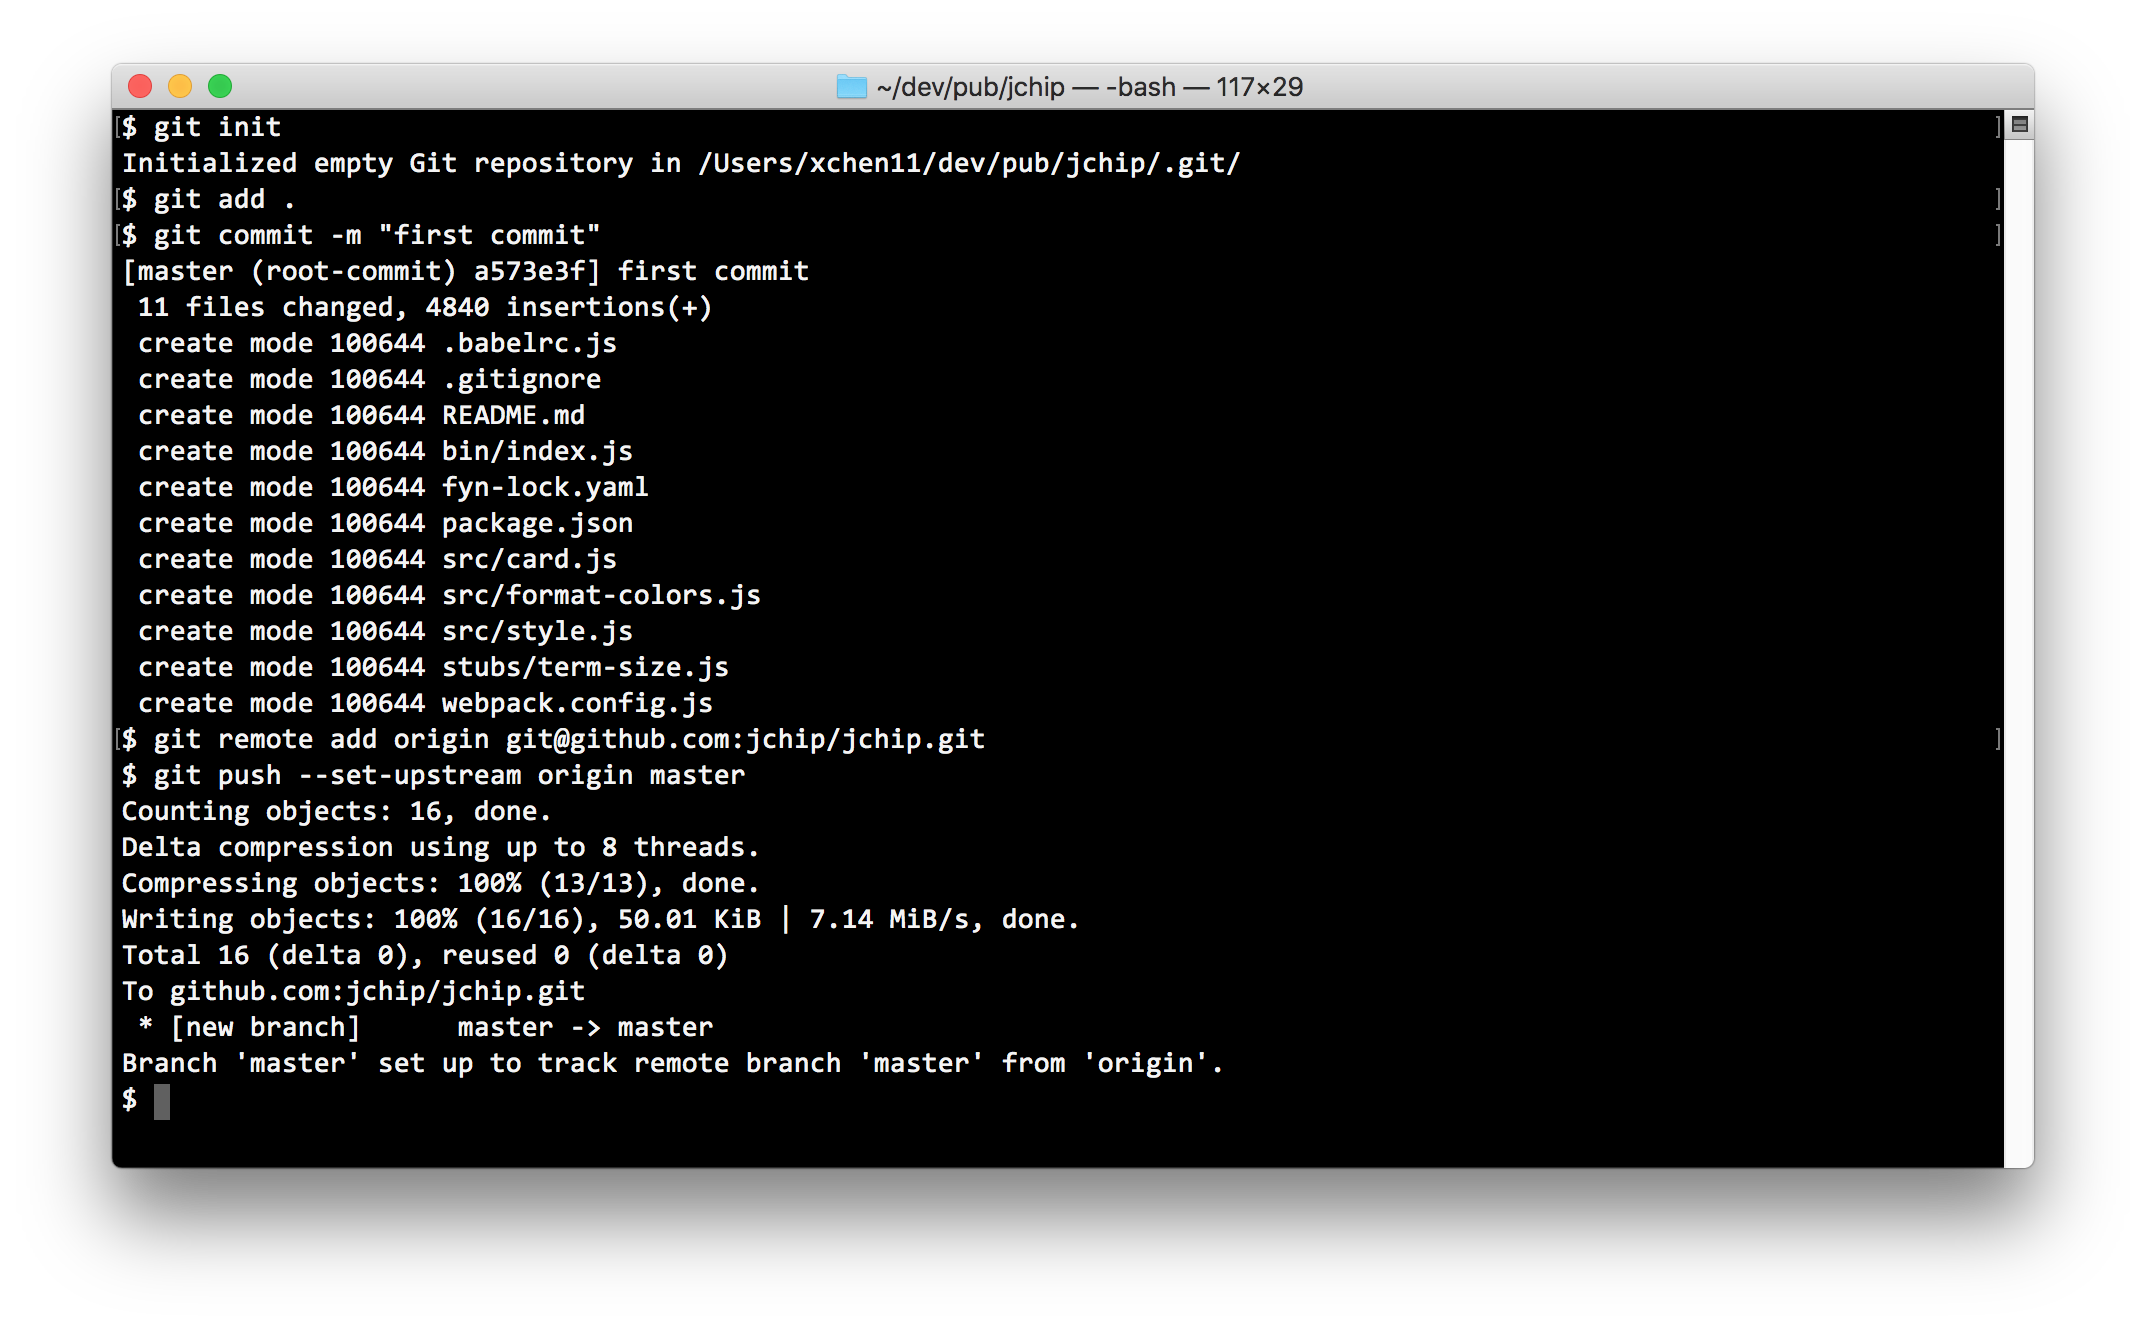 ~/dev/pub/jchip — -bash — 117×29
[$ git init ]
Initialized empty Git repository in /Users/xchen11/dev/pub/jchip/.git/
[$ git add . ]
[$ git commit -m "first commit" ]
[master (root-commit) a573e3f] first commit
 11 files changed, 4840 insertions(+)
 create mode 100644 .babelrc.js
 create mode 100644 .gitignore
 create mode 100644 README.md
 create mode 100644 bin/index.js
 create mode 100644 fyn-lock.yaml
 create mode 100644 package.json
 create mode 100644 src/card.js
 create mode 100644 src/format-colors.js
 create mode 100644 src/style.js
 create mode 100644 stubs/term-size.js
 create mode 100644 webpack.config.js
[$ git remote add origin git@github.com:jchip/jchip.git ]
$ git push --set-upstream origin master
Counting objects: 16, done.
Delta compression using up to 8 threads.
Compressing objects: 100% (13/13), done.
Writing objects: 100% (16/16), 50.01 KiB | 7.14 MiB/s, done.
Total 16 (delta 0), reused 0 (delta 0)
To github.com:jchip/jchip.git
 * [new branch]      master -> master
Branch 'master' set up to track remote branch 'master' from 'origin'.
$